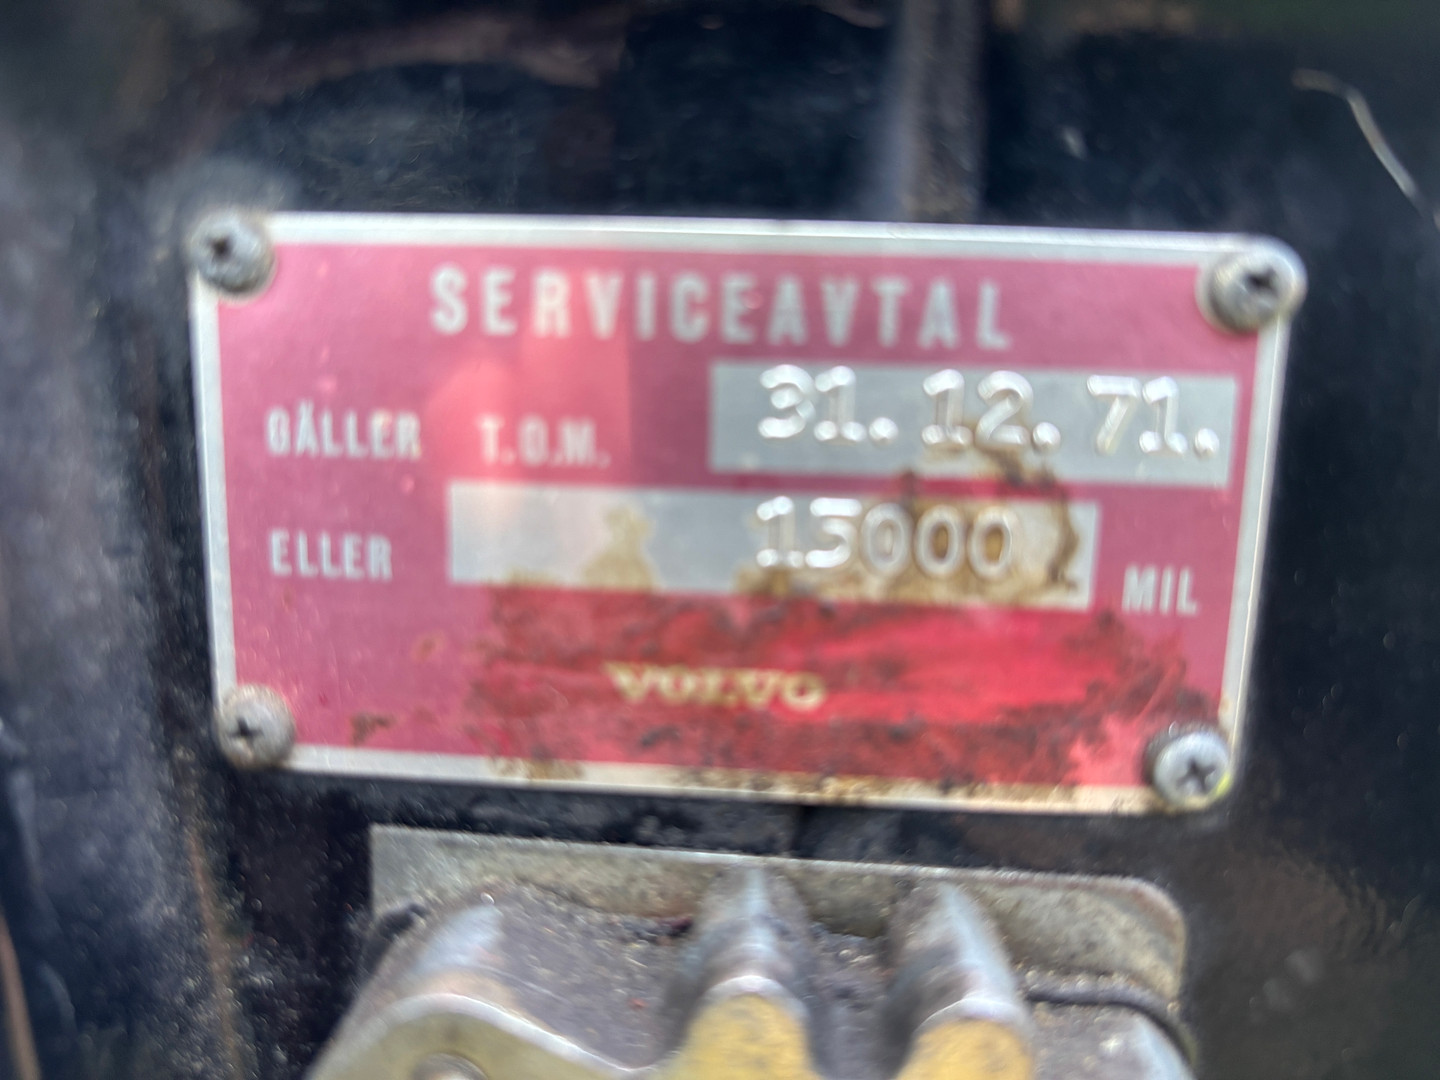 SERVICEAVTAL
GÄLLER T.O.M. 31.12.71.
ELLER 15000 MIL
VOLVO